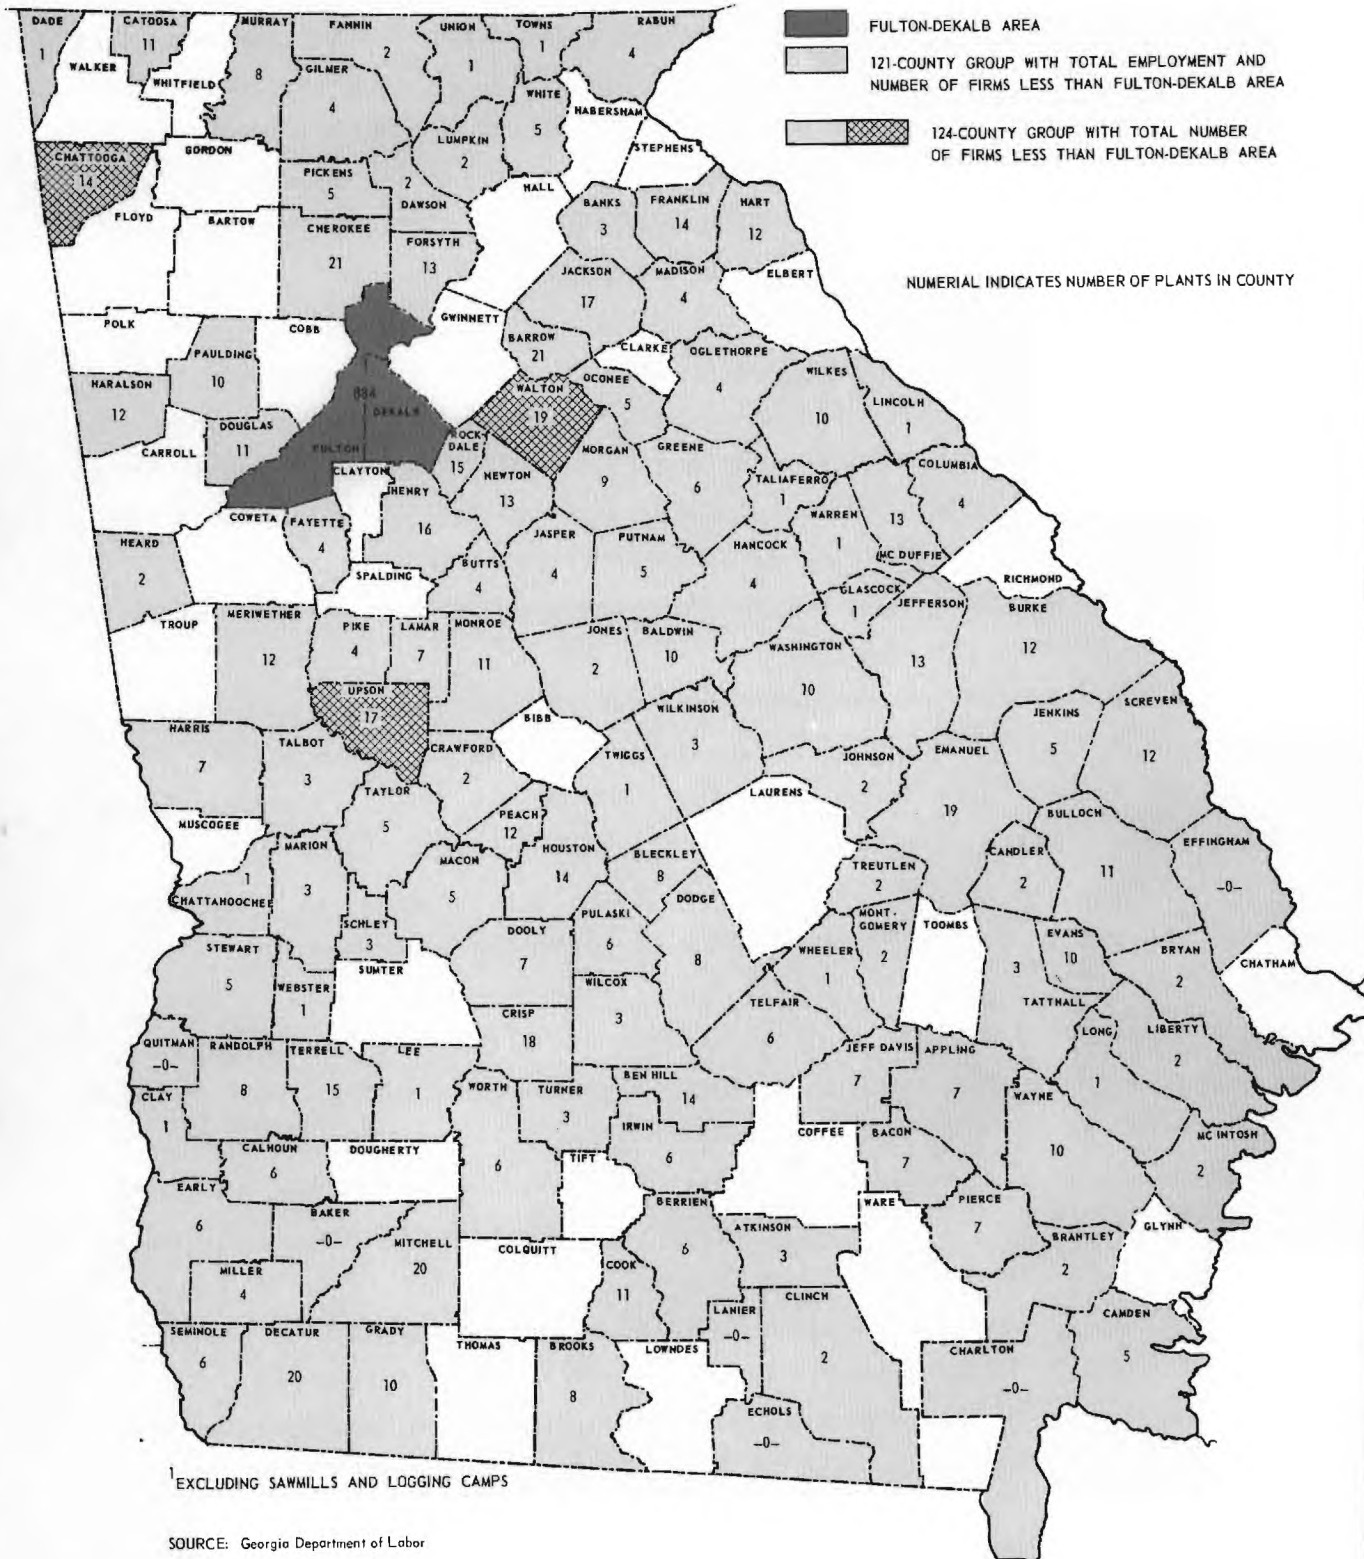 DADE
1
CATOOSA
11
MURRAY
8
FANNIN
2
UNION
1
TOWNS
1
RABUN
4
FULTON-DEKALB AREA
WALKER
WHITFIELD
GILMER
4
WHITE
5
HABERSHAM
121-COUNTY GROUP WITH TOTAL EMPLOYMENT AND
NUMBER OF FIRMS LESS THAN FULTON-DEKALB AREA
LUMPKIN
2
STEPHENS
124-COUNTY GROUP WITH TOTAL NUMBER
OF FIRMS LESS THAN FULTON-DEKALB AREA
CHATTOOGA
14
GORDON
PICKENS
5
2
DAWSON
HALL
BANKS
3
FRANKLIN
14
HART
12
FLOYD
BARTOW
CHEROKEE
21
FORSYTH
13
JACKSON
17
MADISON
4
ELBERT
NUMERIAL INDICATES NUMBER OF PLANTS IN COUNTY
POLK
COBB
GWINNETT
PAULDING
10
BARROW
21
CLARKE
OGLETHORPE
4
HARALSON
12
884
DEKALB
FULTON
WALTON
19
OCONEE
5
WILKES
10
LINCOLN
1
CARROLL
DOUGLAS
11
CLAYTON
ROCK
DALE
15
NEWTON
13
MORGAN
9
GREENE
6
TALIAFERRO
1
COLUMBIA
4
COWETA
FAYETTE
4
HENRY
16
WARREN
1
13
MC DUFFIE
HEARD
2
SPALDING
BUTTS
4
JASPER
4
PUTNAM
5
HANCOCK
4
GLASCOCK
1
RICHMOND
TROUP
MERIWETHER
12
PIKE
4
LAMAR
7
MONROE
11
JONES
2
BALDWIN
10
WASHINGTON
10
JEFFERSON
13
BURKE
12
UPSON
17
BIBB
WILKINSON
3
JENKINS
5
SCREVEN
12
HARRIS
7
TALBOT
3
CRAWFORD
2
TWIGGS
1
JOHNSON
2
EMANUEL
19
TAYLOR
5
LAURENS
MUSCOGEE
MARION
3
PEACH
12
HOUSTON
14
BLECKLEY
8
BULLOCH
11
EFFINGHAM
-0-
1
CHATTAHOOCHEE
MACON
5
TREUTLEN
2
CANDLER
2
SCHLEY
3
DOOLY
7
PULASKI
6
DODGE
8
MONT.
GOMERY
2
TOOMBS
EVANS
10
STEWART
5
SUMTER
WEBSTER
1
WILCOX
3
WHEELER
1
3
TATTNALL
BRYAN
2
CHATHAM
CRISP
18
TELFAIR
6
LONG
1
LIBERTY
2
QUITMAN
-0-
RANDOLPH
8
TERRELL
15
LEE
1
WORTH
6
TURNER
3
BEN HILL
14
JEFF DAVIS
7
APPLING
7
WAYNE
10
CLAY
1
IRWIN
6
COFFEE
BACON
7
MC INTOSH
2
CALHOUN
6
DOUGHERTY
TIFT
EARLY
6
BAKER
-0-
MITCHELL
20
BERRIEN
6
WARE
PIERCE
7
ATKINSON
3
BRANTLEY
2
GLYNN
MILLER
4
COLQUITT
COOK
11
LANIER
-0-
CLINCH
2
CAMDEN
5
SEMINOLE
6
DECATUR
20
GRADY
10
THOMAS
BROOKS
8
LOWNDES
CHARLTON
-0-
ECHOLS
-0-
1EXCLUDING SAWMILLS AND LOGGING CAMPS
SOURCE: Georgia Department of Labor